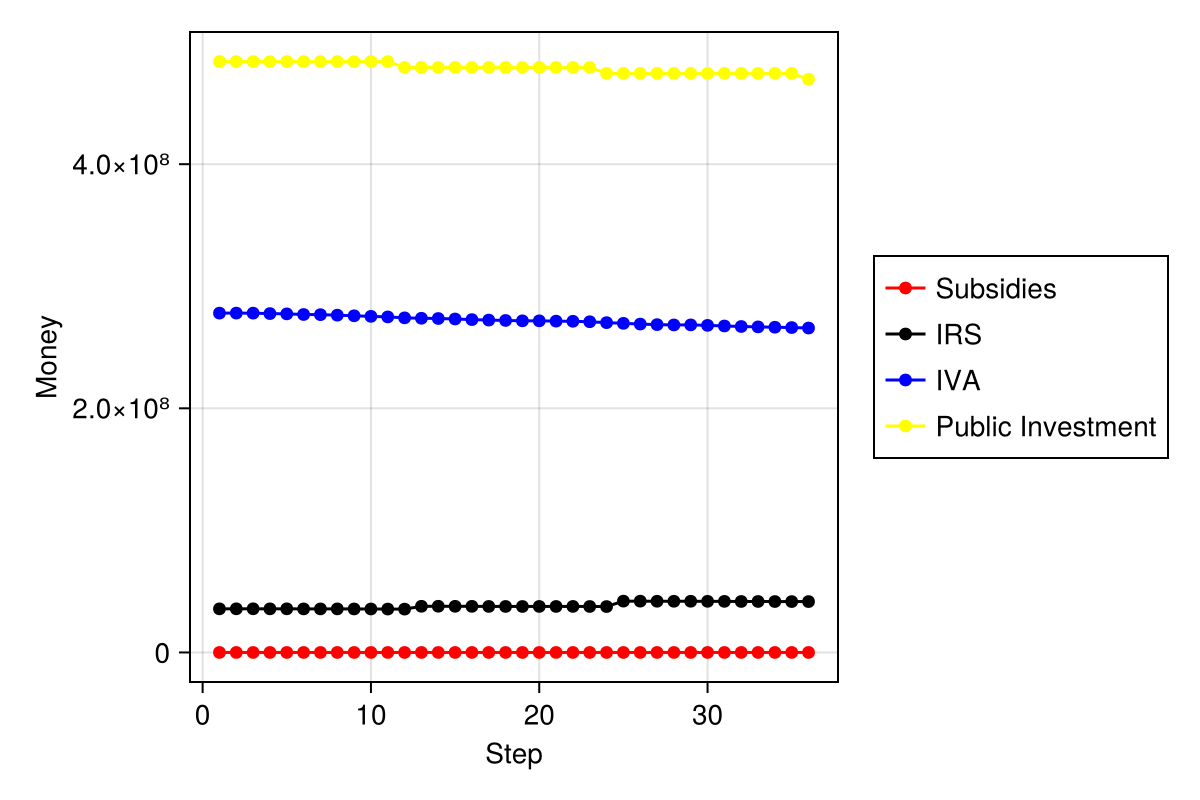 4.0×10⁸
2.0×10⁸
0
Money
0 10 20 30
Step
Subsidies
IRS
IVA
Public Investment